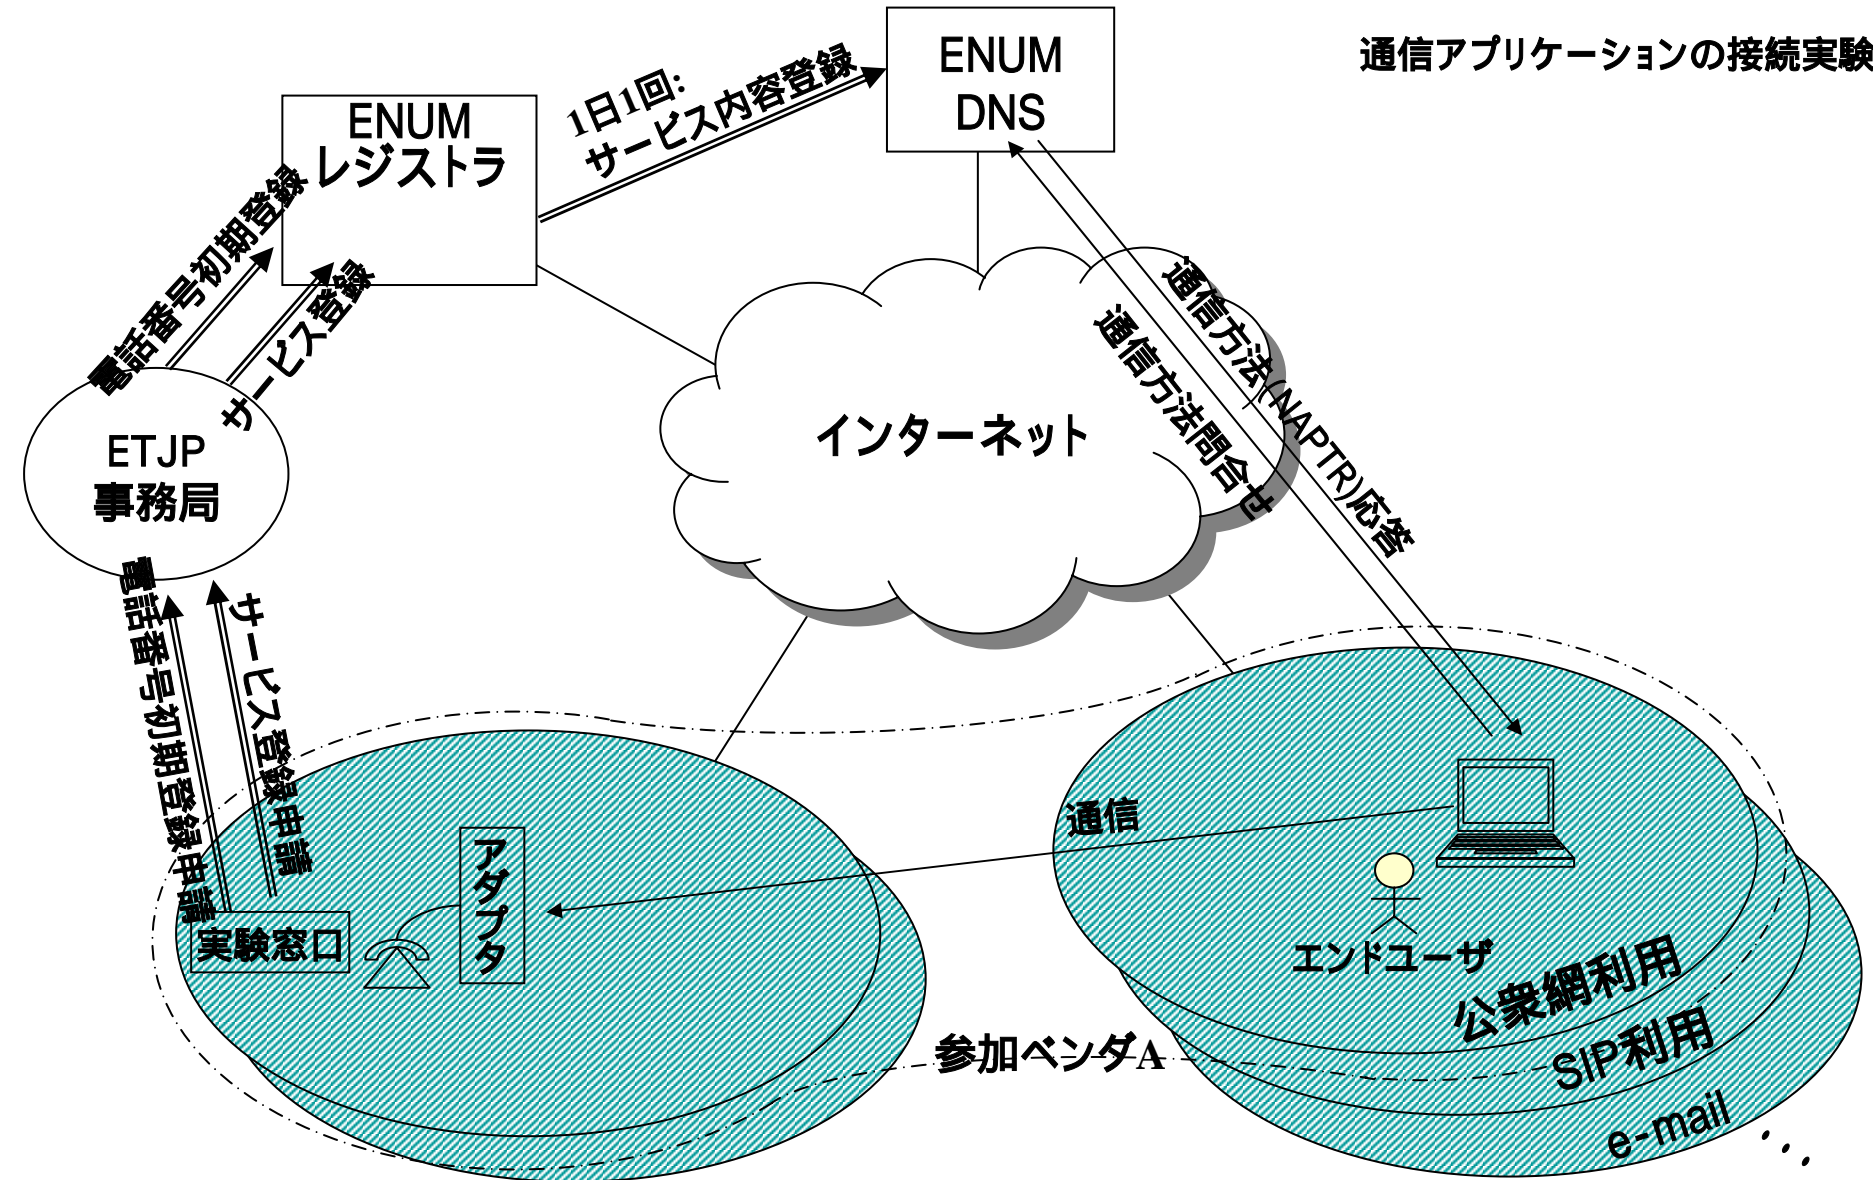 通信アプリケーションの接続実験
ENUM
DNS
1日1回:
サービス内容登録
ENUM
レジストラ
電話番号初期登録
サービス登録
ETJP
事務局
インターネット
通信方法(NAPTR)応答
通信方法問合せ
電話番号初期登録申請
サービス登録申請
通信
アダプタ
実験窓口
エンドユーザ
公衆網利用
SIP利用
e-mail
・・・
参加ベンダA